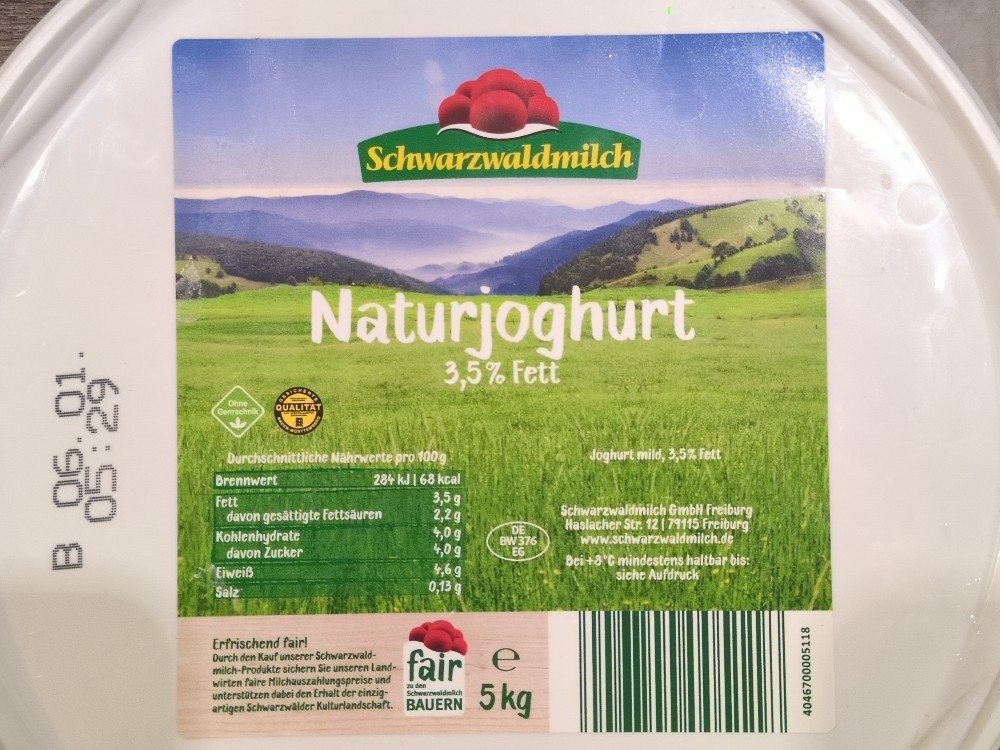 Schwarzwaldmilch
Naturjoghurt
3,5% Fett
B 06.01.
05:29
Ohne
Gentechnik
GESICHERTE
QUALITÄT
BADEN-WÜRTTEMBERG
Durchschnittliche Nährwerte pro 100g
Brennwert 284 kJ | 68 kcal
Fett 3,5 g
davon gesättigte Fettsäuren 2,2 g
Kohlenhydrate 4,0 g
davon Zucker 4,0 g
Eiweiß 4,6 g
Salz 0,13 g
Joghurt mild, 3,5% Fett
DE
BW 376
EG
Schwarzwaldmilch GmbH Freiburg
Haslacher Str. 12 | 79115 Freiburg
www.schwarzwaldmilch.de
Bei +8°C mindestens haltbar bis:
siehe Aufdruck
Erfrischend fair!
Durch den Kauf unserer Schwarzwald-
milch-Produkte sichern Sie unseren Land-
wirten faire Milchauszahlungspreise und
unterstützen dabei den Erhalt der einzig-
artigen Schwarzwälder Kulturlandschaft.
fair
zu den
Schwarzwaldmilch
BAUERN
e
5 kg
4046700005118